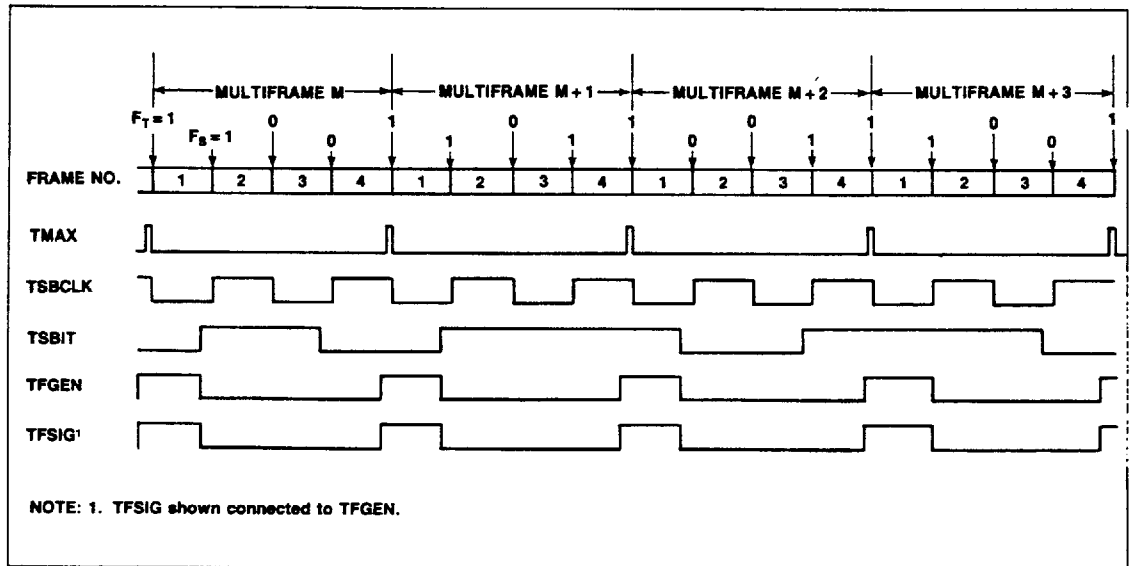 MULTIFRAME M MULTIFRAME M + 1 MULTIFRAME M + 2 MULTIFRAME M + 3
FT = 1 0 1 0 1 0 1 0 1
FS = 1 0 1 1 0 1 1 0
FRAME NO. 1 2 3 4 1 2 3 4 1 2 3 4 1 2 3 4
TMAX
TSBCLK
TSBIT
TFGEN
TFSIG¹
NOTE: 1. TFSIG shown connected to TFGEN.